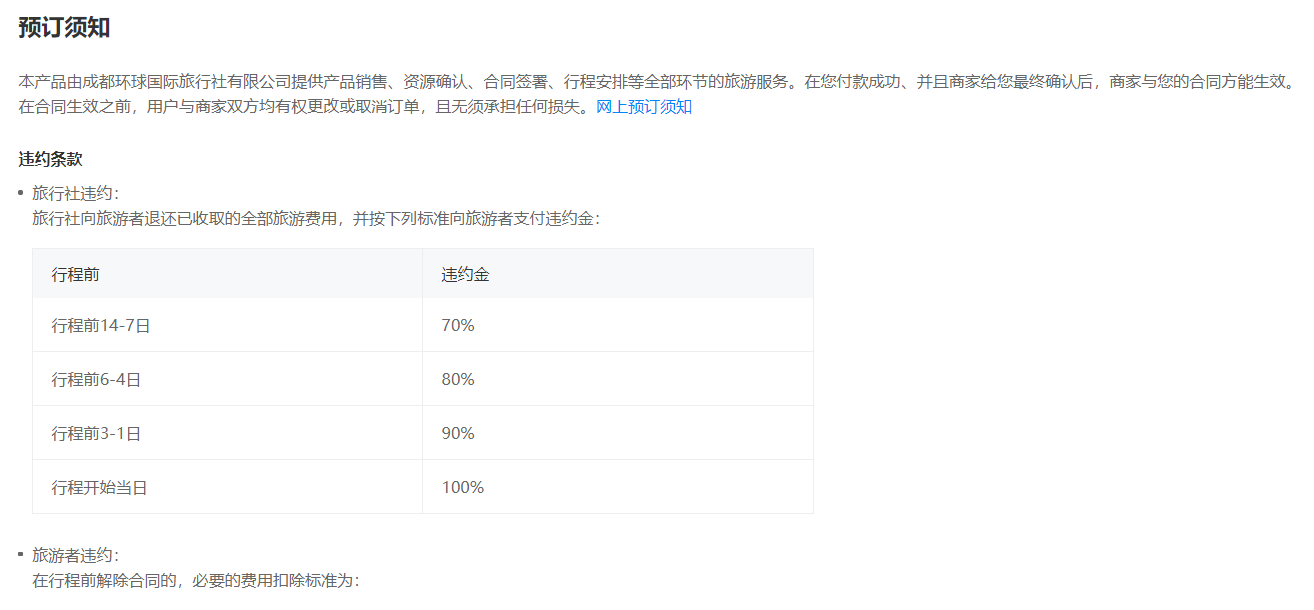 预订须知
本产品由成都环球国际旅行社有限公司提供产品销售、资源确认、合同签署、行程安排等全部环节的旅游服务。在您付款成功、并且商家给您最终确认后，商家与您的合同方能生效。
在合同生效之前，用户与商家双方均有权更改或取消订单，且无须承担任何损失。网上预订须知
违约条款
• 旅行社违约：
旅行社向旅游者退还已收取的全部旅游费用，并按下列标准向旅游者支付违约金：
行程前 违约金
行程前14-7日 70%
行程前6-4日 80%
行程前3-1日 90%
行程开始当日 100%
• 旅游者违约：
在行程前解除合同的，必要的费用扣除标准为：